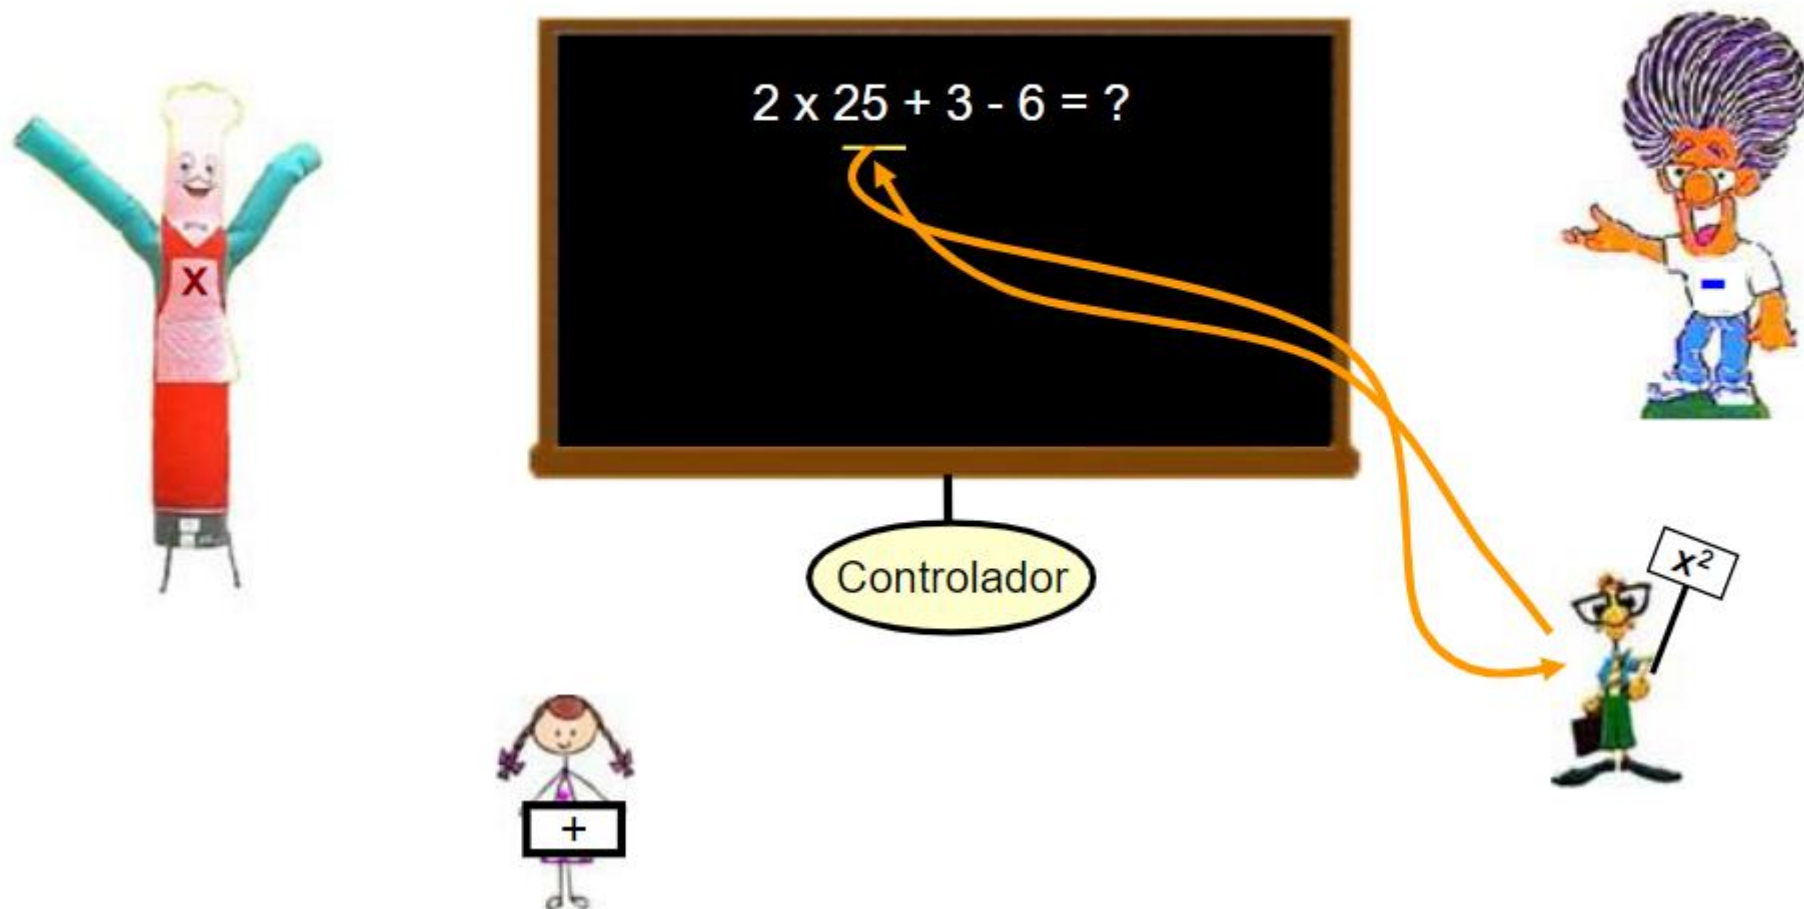 2 x 25 + 3 - 6 = ?
X
-
x²
Controlador
+